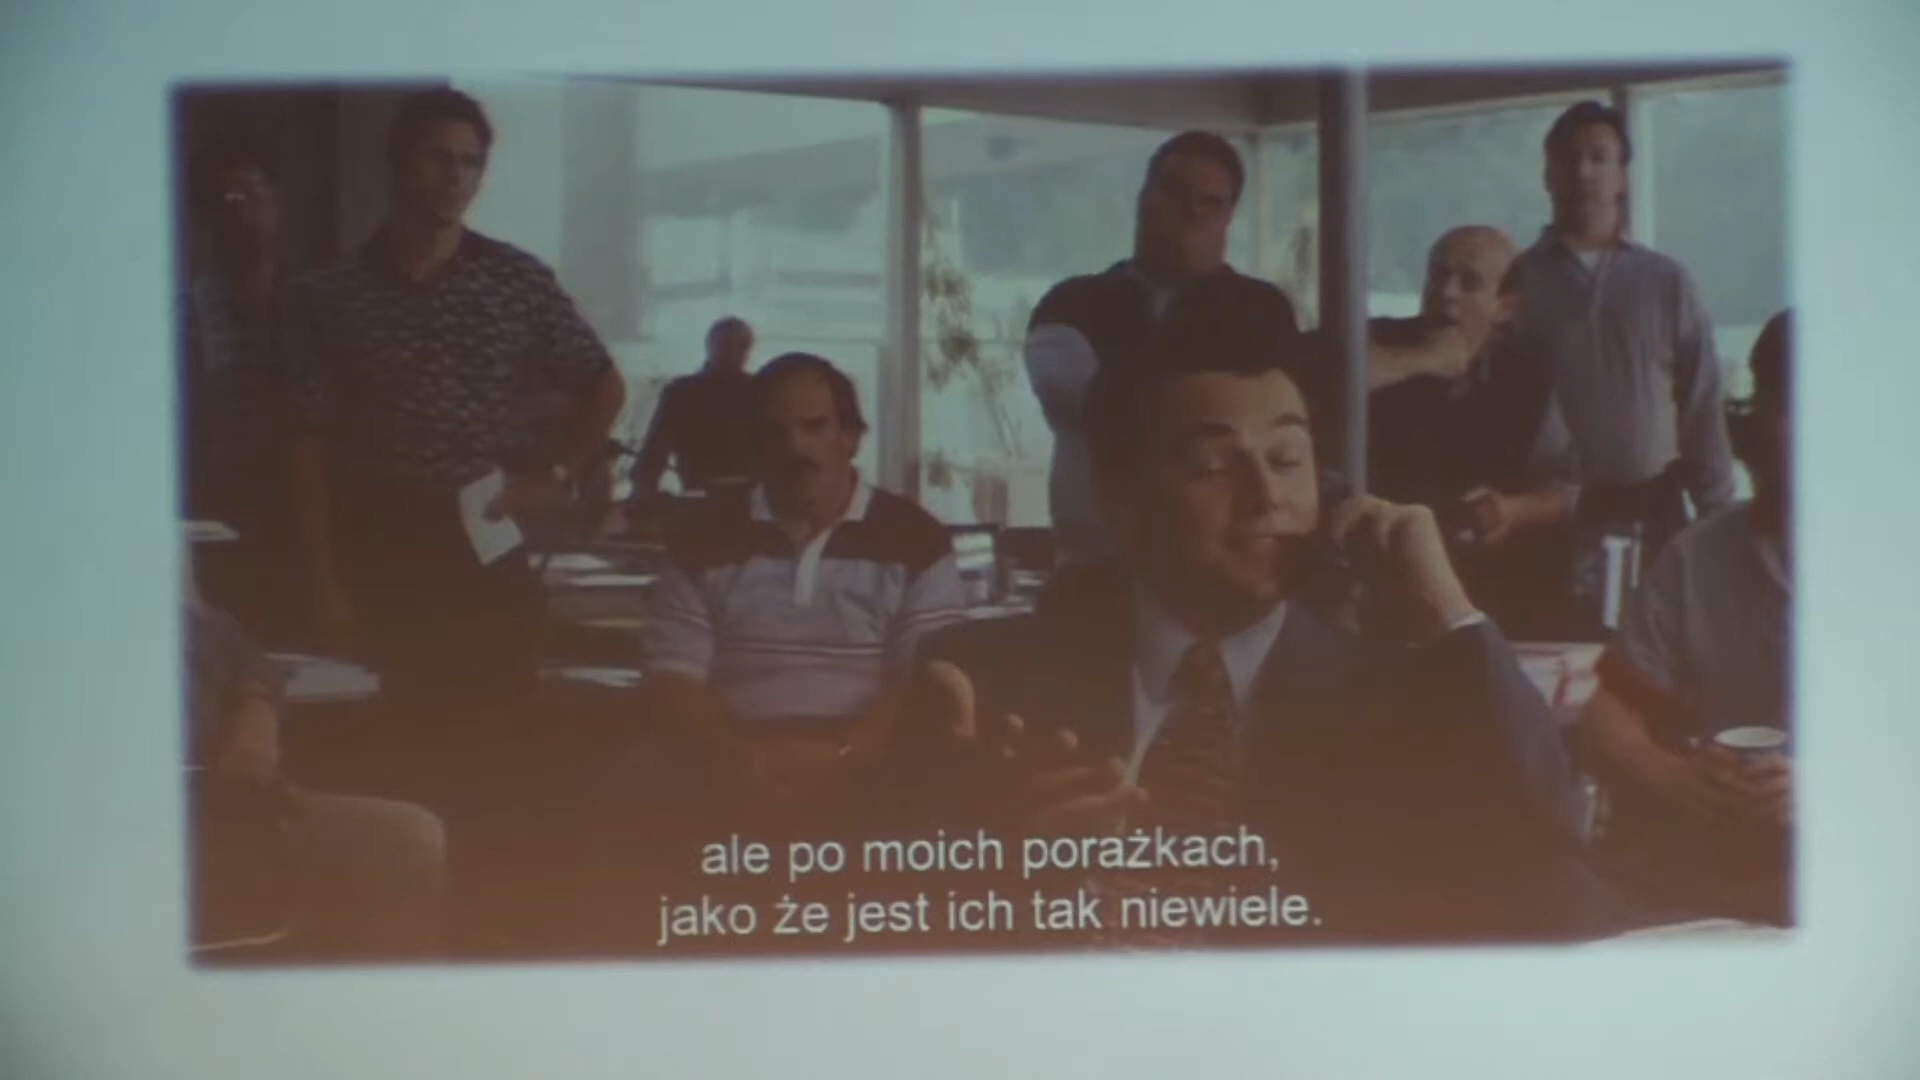 ale po moich porażkach,
jako że jest ich tak niewiele.